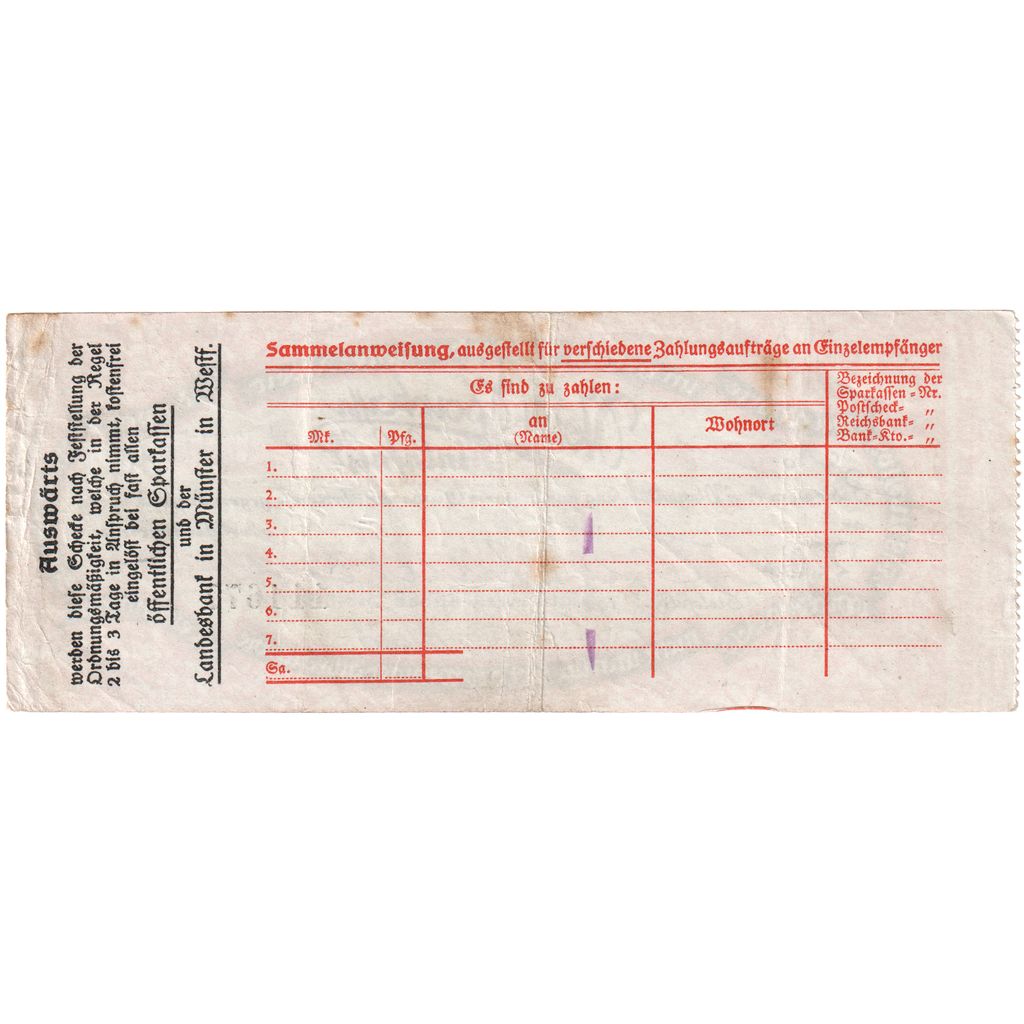 Auswärts
werden diese Schecke nach Feststellung der
Ordnungsmäßigkeit, welche in der Regel
2 bis 3 Tage in Anspruch nimmt, kostenfrei
eingelöst bei fast allen
öffentlichen Sparkassen
und der
Landesbank in Münster in Westf.
Sammelanweisung, ausgestellt für verschiedene Zahlungsaufträge an Einzelempfänger
Es sind zu zahlen:
Mk.
Pfg.
an
(Name)
Wohnort
Bezeichnung der
Sparkassen-Nr.
Postscheck- „
Reichsbank- „
Bank-Kto.- „
1.
2.
3.
4.
5.
6.
7.
Sa.